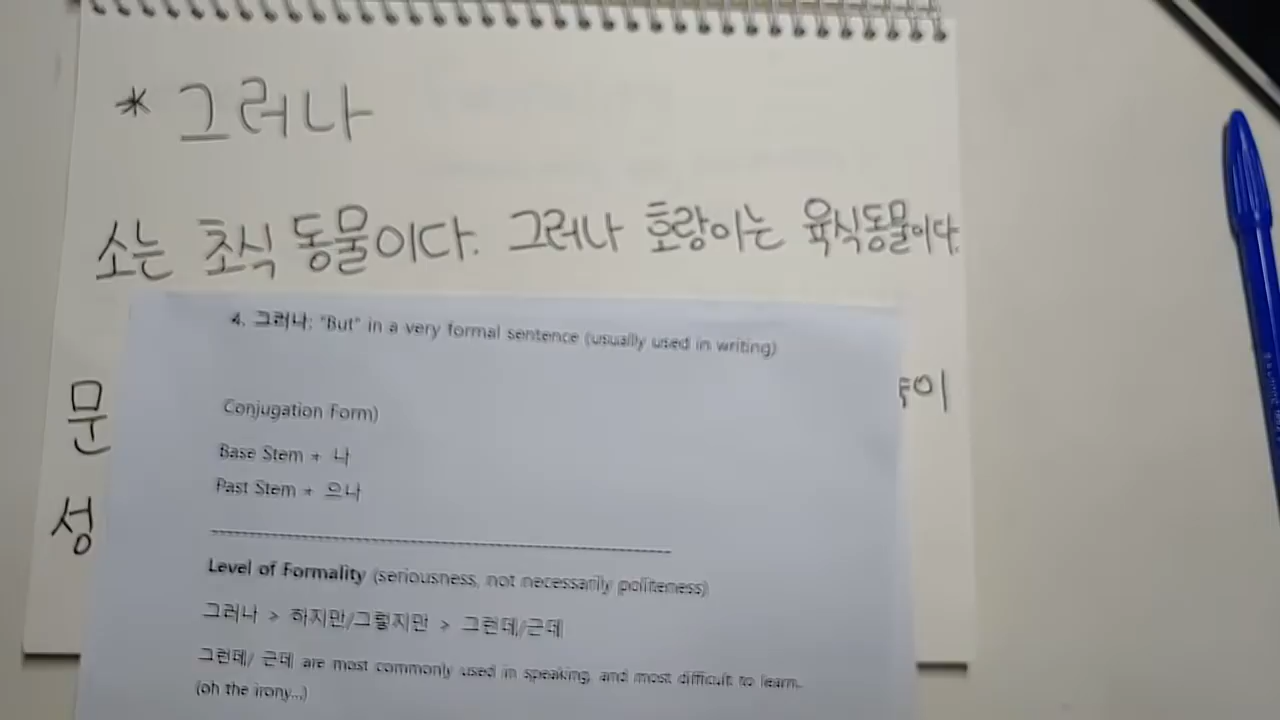 * 그러나
소는 초식동물이다. 그러나 호랑이는 육식동물이다.
4. 그러나: "But" in a very formal sentence (usually used in writing)
Conjugation Form)
Base Stem + 나
Past Stem + 으나
Level of Formality (seriousness, not necessarily politeness)
그러나 > 하지만/그렇지만 > 그런데/근데
그런데/ 근데 are most commonly used in speaking, and most difficult to learn..
(oh the irony...)
문
성